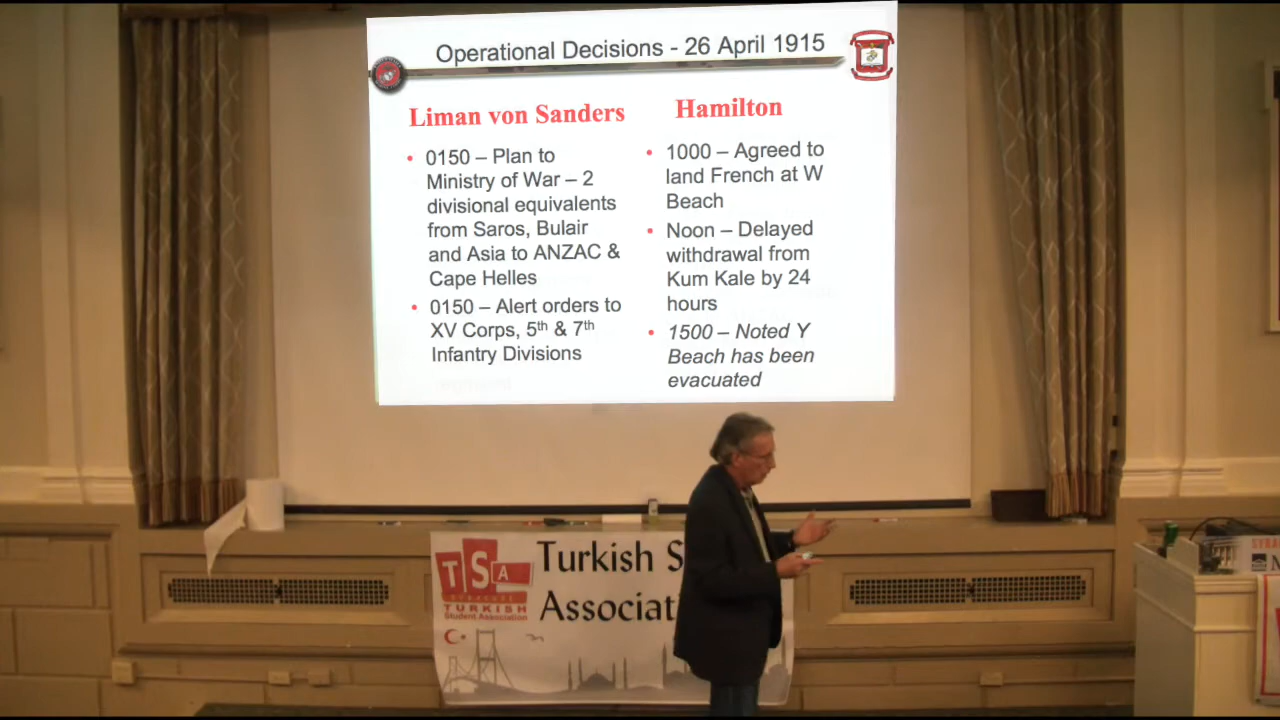 Operational Decisions - 26 April 1915
Liman von Sanders
• 0150 – Plan to
Ministry of War – 2
divisional equivalents
from Saros, Bulair
and Asia to ANZAC &
Cape Helles
• 0150 – Alert orders to
XV Corps, 5th & 7th
Infantry Divisions
Hamilton
• 1000 – Agreed to
land French at W
Beach
• Noon – Delayed
withdrawal from
Kum Kale by 24
hours
• 1500 – Noted Y
Beach has been
evacuated
TSA
SYRACUSE
TURKISH
Student Association
Turkish S
Associat